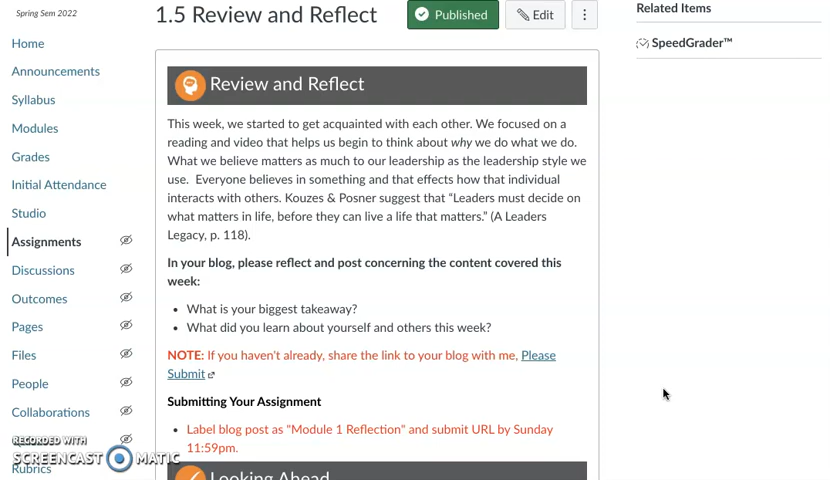 Spring Sem 2022
Home
Announcements
Syllabus
Modules
Grades
Initial Attendance
Studio
Assignments
Discussions
Outcomes
Pages
Files
People
Collaborations
RECORDED WITH
SCREENCAST MATIC
Rubrics
1.5 Review and Reflect
Published
Edit
Review and Reflect
This week, we started to get acquainted with each other. We focused on a
reading and video that helps us begin to think about why we do what we do.
What we believe matters as much to our leadership as the leadership style we
use. Everyone believes in something and that effects how that individual
interacts with others. Kouzes & Posner suggest that “Leaders must decide on
what matters in life, before they can live a life that matters.” (A Leaders
Legacy, p. 118).
In your blog, please reflect and post concerning the content covered this
week:
• What is your biggest takeaway?
• What did you learn about yourself and others this week?
NOTE: If you haven't already, share the link to your blog with me, Please
Submit
Submitting Your Assignment
• Label blog post as "Module 1 Reflection" and submit URL by Sunday
11:59pm.
Looking Ahead
Related Items
SpeedGrader™